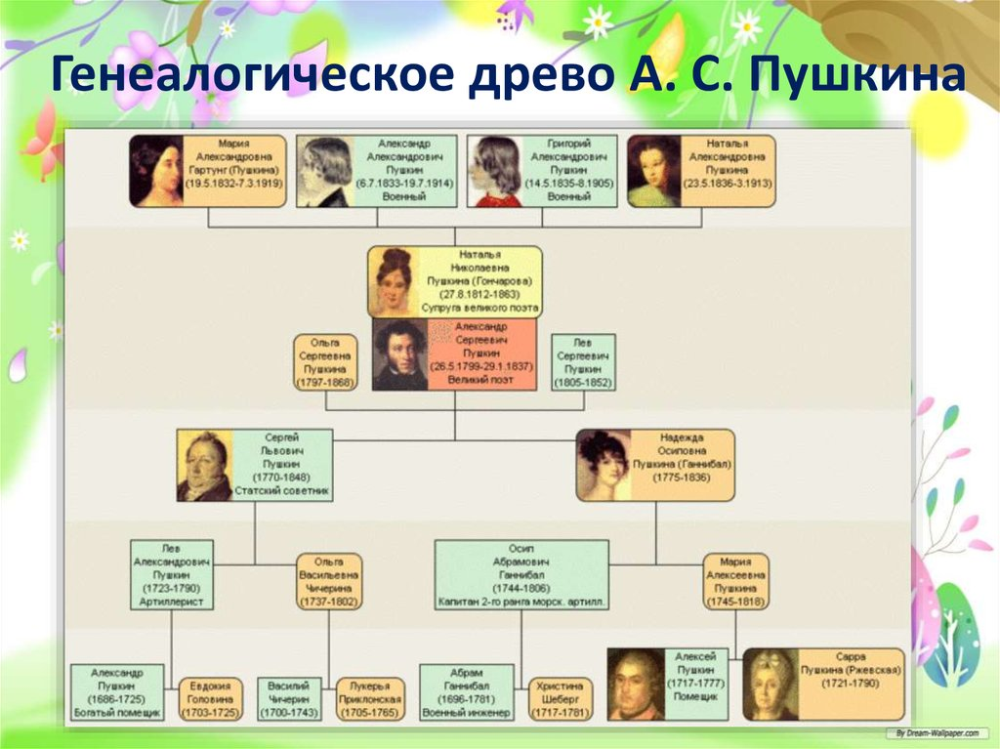 Генеалогическое древо А. С. Пушкина
Мария
Александровна
Гартунг (Пушкина)
(19.5.1832-7.3.1919)
Александр
Александрович
Пушкин
(6.7.1833-19.7.1914)
Военный
Григорий
Александрович
Пушкин
(14.5.1835-8.1905)
Военный
Наталья
Александровна
Пушкина
(23.5.1836-3.1913)
Наталья
Николаевна
Пушкина (Гончарова)
(27.8.1812-1863)
Супруга великого поэта
Ольга
Сергеевна
Пушкина
(1797-1868)
Александр
Сергеевич
Пушкин
(26.5.1799-29.1.1837)
Великий поэт
Лев
Сергеевич
Пушкин
(1805-1852)
Сергей
Львович
Пушкин
(1770-1848)
Статский советник
Надежда
Осиповна
Пушкина (Ганнибал)
(1775-1836)
Лев
Александрович
Пушкин
(1723-1790)
Артиллерист
Ольга
Васильевна
Чичерина
(1737-1802)
Осип
Абрамович
Ганнибал
(1744-1806)
Капитан 2-го ранга морск. артилл.
Мария
Алексеевна
Пушкина
(1745-1818)
Александр
Пушкин
(1686-1725)
Богатый помещик
Евдокия
Головина
(1703-1725)
Василий
Чичерин
(1700-1743)
Лукерья
Приклонская
(1705-1765)
Абрам
Ганнибал
(1696-1781)
Военный инженер
Христина
Шеберг
(1717-1781)
Алексей
Пушкин
(1717-1777)
Помещик
Сарра
Пушкина (Ржевская)
(1721-1790)
By Dream-Wallpaper.com